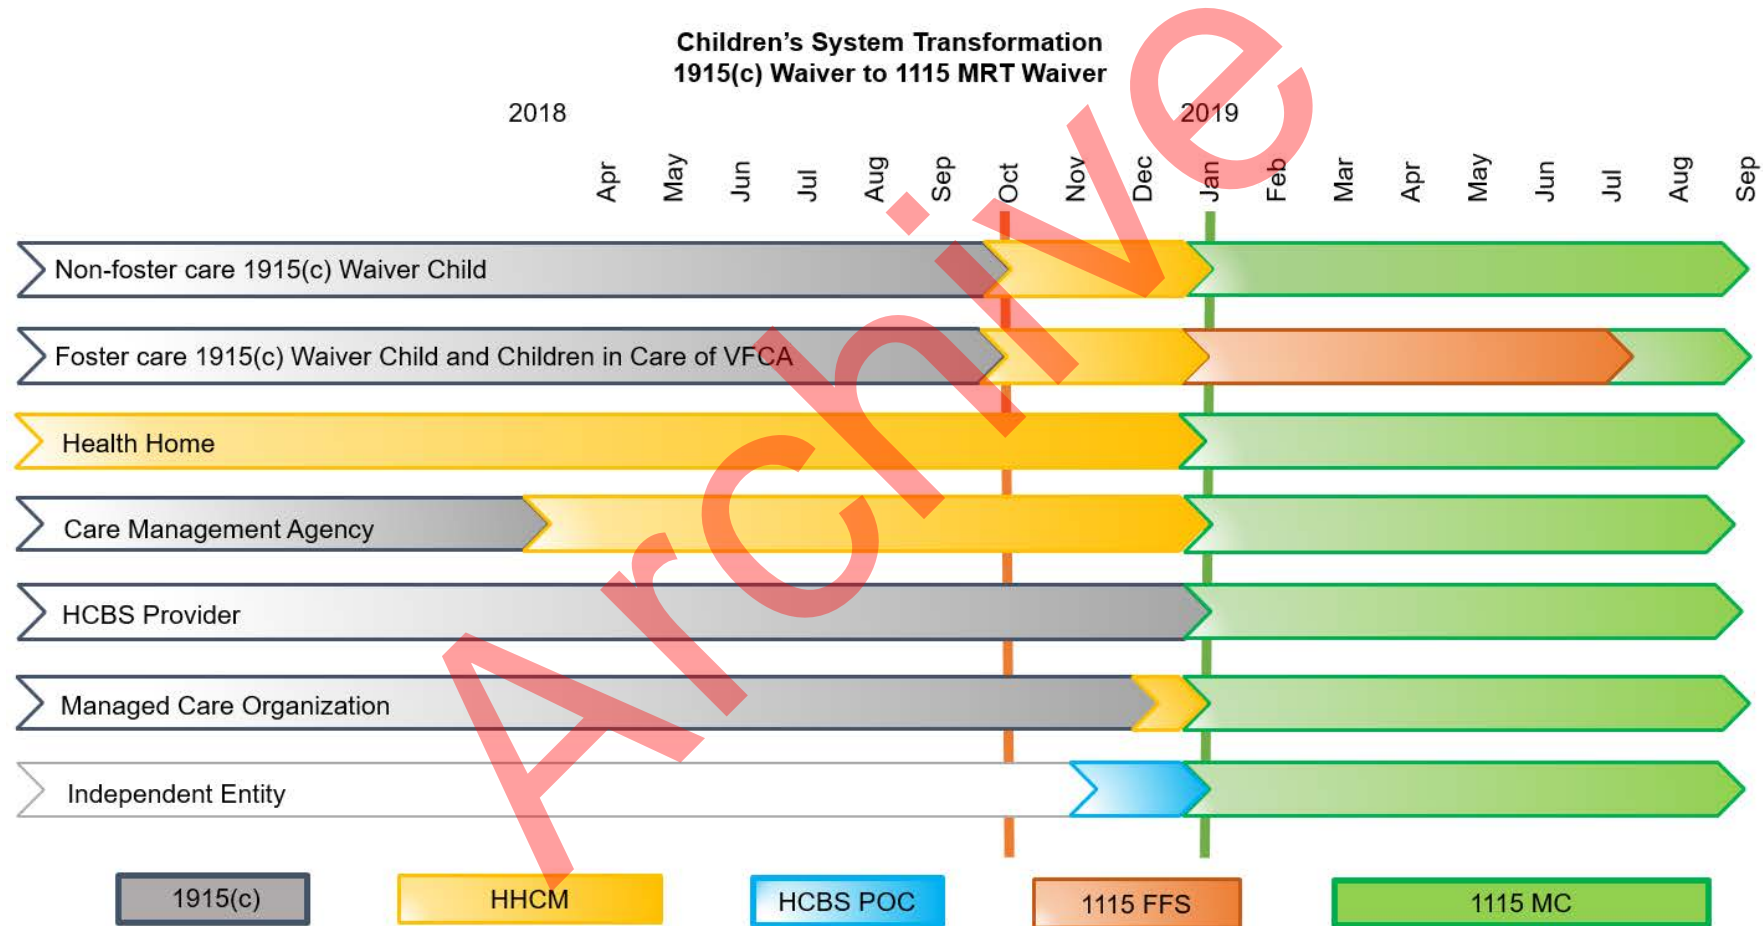 Children's System Transformation
1915(c) Waiver to 1115 MRT Waiver
2018 2019
Apr May Jun Jul Aug Sep Oct Nov Dec Jan Feb Mar Apr May Jun Jul Aug Sep
Non-foster care 1915(c) Waiver Child
Foster care 1915(c) Waiver Child and Children in Care of VFCA
Health Home
Care Management Agency
HCBS Provider
Managed Care Organization
Independent Entity
1915(c) HHCM HCBS POC 1115 FFS 1115 MC
Archive